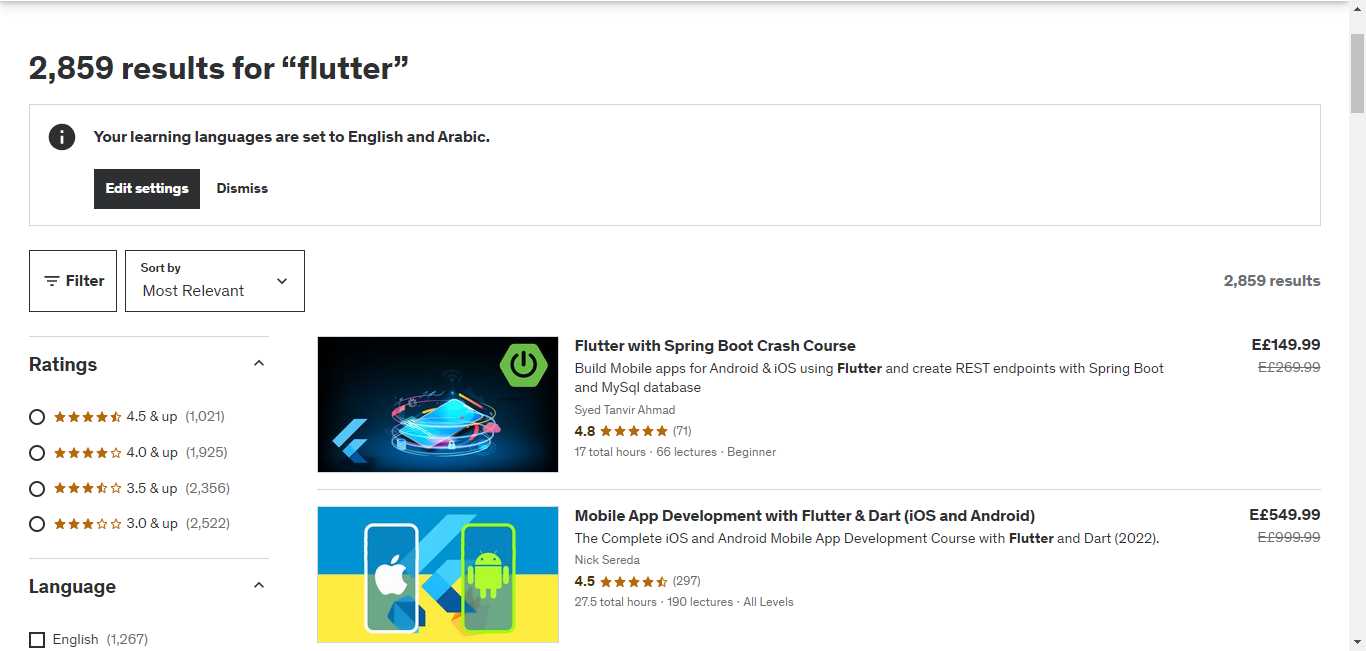 2,859 results for “flutter”
Your learning languages are set to English and Arabic.
Edit settings
Dismiss
Filter
Sort by
Most Relevant
2,859 results
Ratings
4.5 & up (1,021)
4.0 & up (1,925)
3.5 & up (2,356)
3.0 & up (2,522)
Language
English (1,267)
Flutter with Spring Boot Crash Course
E£149.99
Build Mobile apps for Android & iOS using Flutter and create REST endpoints with Spring Boot
and MySql database
E£269.99
Syed Tanvir Ahmad
4.8 (71)
17 total hours · 66 lectures · Beginner
Mobile App Development with Flutter & Dart (iOS and Android)
E£549.99
The Complete iOS and Android Mobile App Development Course with Flutter and Dart (2022).
E£999.99
Nick Sereda
4.5 (297)
27.5 total hours · 190 lectures · All Levels